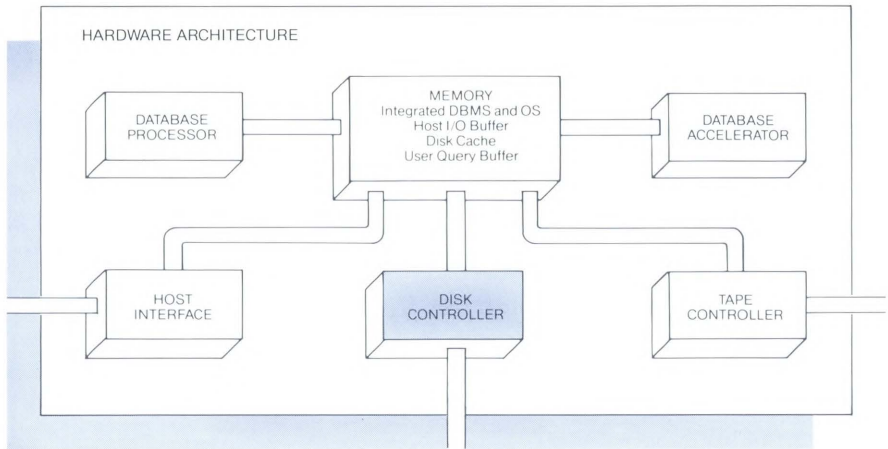 HARDWARE ARCHITECTURE
DATABASE
PROCESSOR
MEMORY
Integrated DBMS and OS
Host I/O Buffer
Disk Cache
User Query Buffer
DATABASE
ACCELERATOR
HOST
INTERFACE
DISK
CONTROLLER
TAPE
CONTROLLER